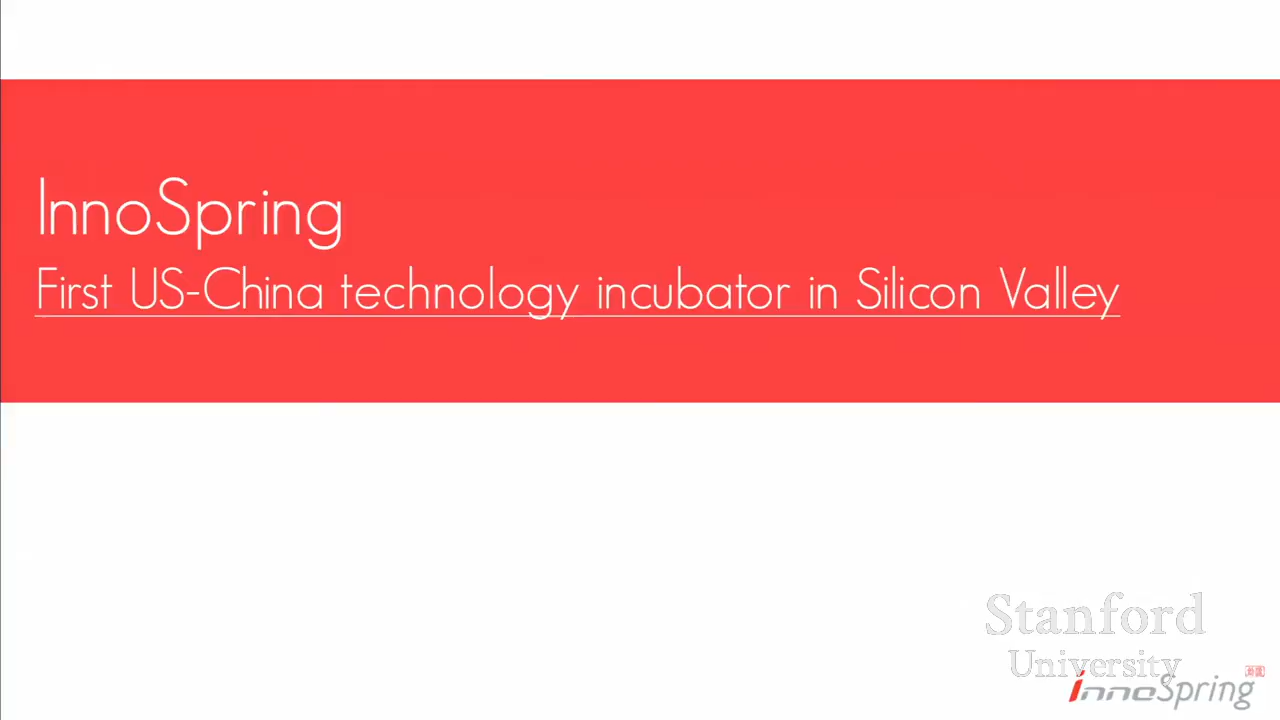 InnoSpring
First US-China technology incubator in Silicon Valley
Stanford
University
InnoSpring